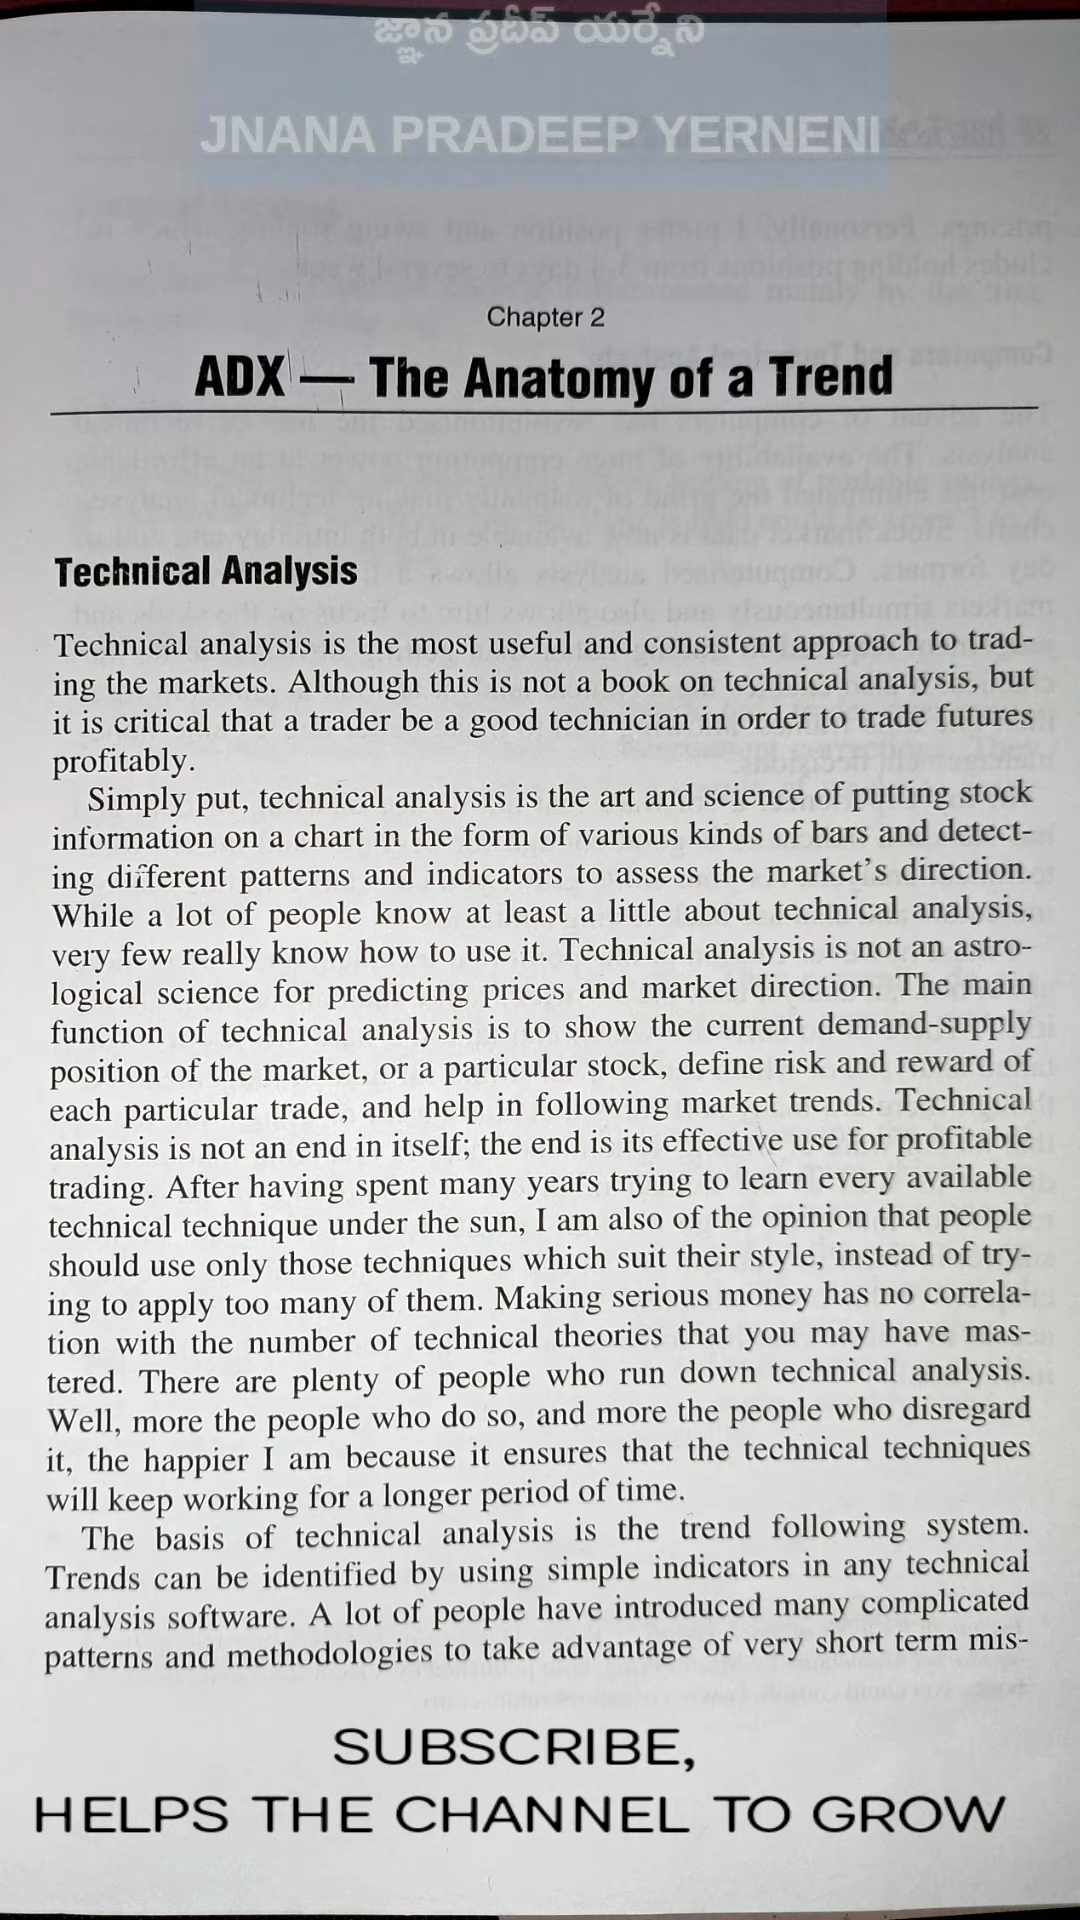 జ్ఞాన ప్రదీప్ యర్నేని
JNANA PRADEEP YERNENI
Chapter 2
ADX — The Anatomy of a Trend
Technical Analysis
Technical analysis is the most useful and consistent approach to trad-
ing the markets. Although this is not a book on technical analysis, but
it is critical that a trader be a good technician in order to trade futures
profitably.
Simply put, technical analysis is the art and science of putting stock
information on a chart in the form of various kinds of bars and detect-
ing different patterns and indicators to assess the market's direction.
While a lot of people know at least a little about technical analysis,
very few really know how to use it. Technical analysis is not an astro-
logical science for predicting prices and market direction. The main
function of technical analysis is to show the current demand-supply
position of the market, or a particular stock, define risk and reward of
each particular trade, and help in following market trends. Technical
analysis is not an end in itself; the end is its effective use for profitable
trading. After having spent many years trying to learn every available
technical technique under the sun, I am also of the opinion that people
should use only those techniques which suit their style, instead of try-
ing to apply too many of them. Making serious money has no correla-
tion with the number of technical theories that you may have mas-
tered. There are plenty of people who run down technical analysis.
Well, more the people who do so, and more the people who disregard
it, the happier I am because it ensures that the technical techniques
will keep working for a longer period of time.
The basis of technical analysis is the trend following system.
Trends can be identified by using simple indicators in any technical
analysis software. A lot of people have introduced many complicated
patterns and methodologies to take advantage of very short term mis-
SUBSCRIBE,
HELPS THE CHANNEL TO GROW